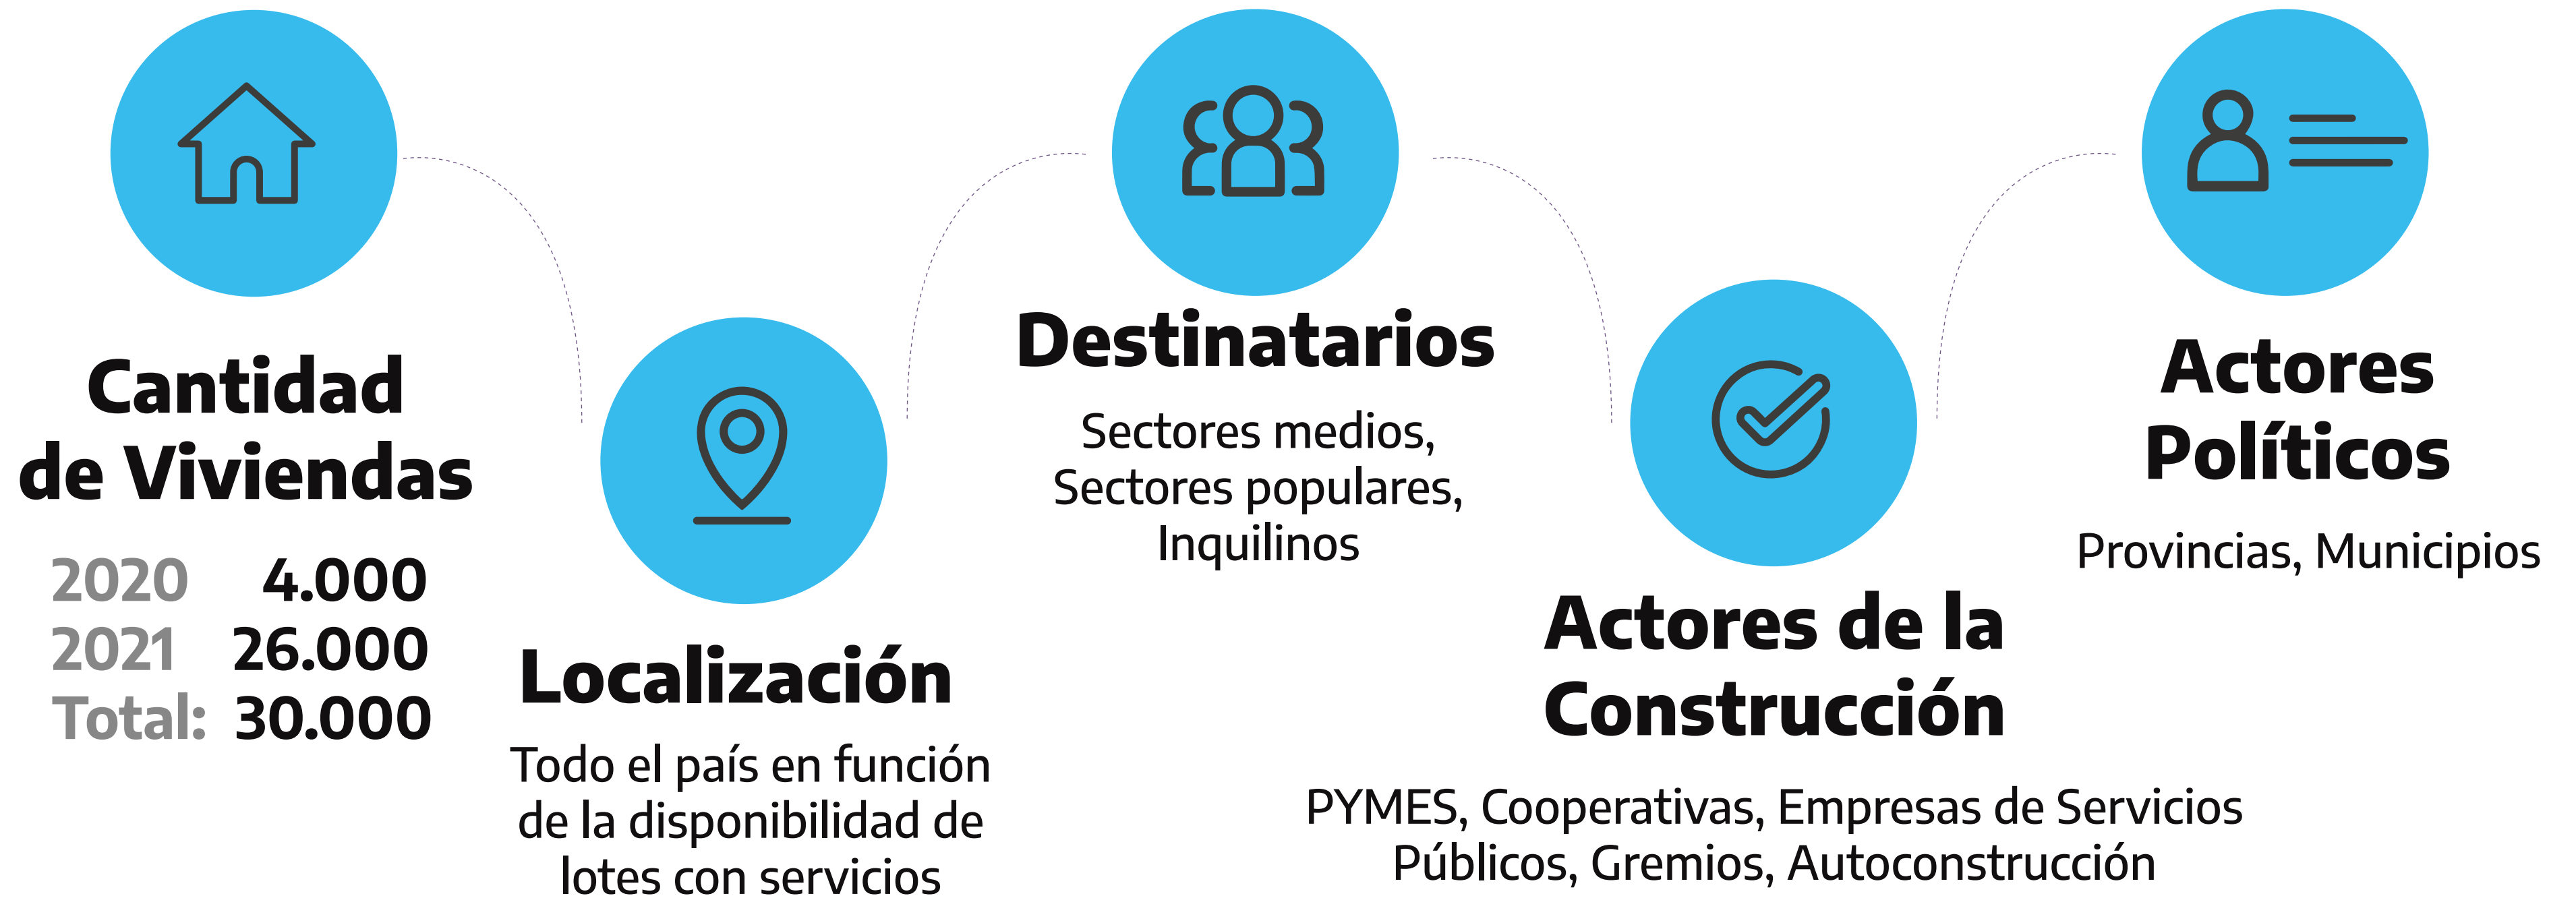 Cantidad
de Viviendas
2020 4.000
2021 26.000
Total: 30.000
Localización
Todo el país en función
de la disponibilidad de
lotes con servicios
Destinatarios
Sectores medios,
Sectores populares,
Inquilinos
Actores de la
Construcción
PYMES, Cooperativas, Empresas de Servicios
Públicos, Gremios, Autoconstrucción
Actores
Políticos
Provincias, Municipios